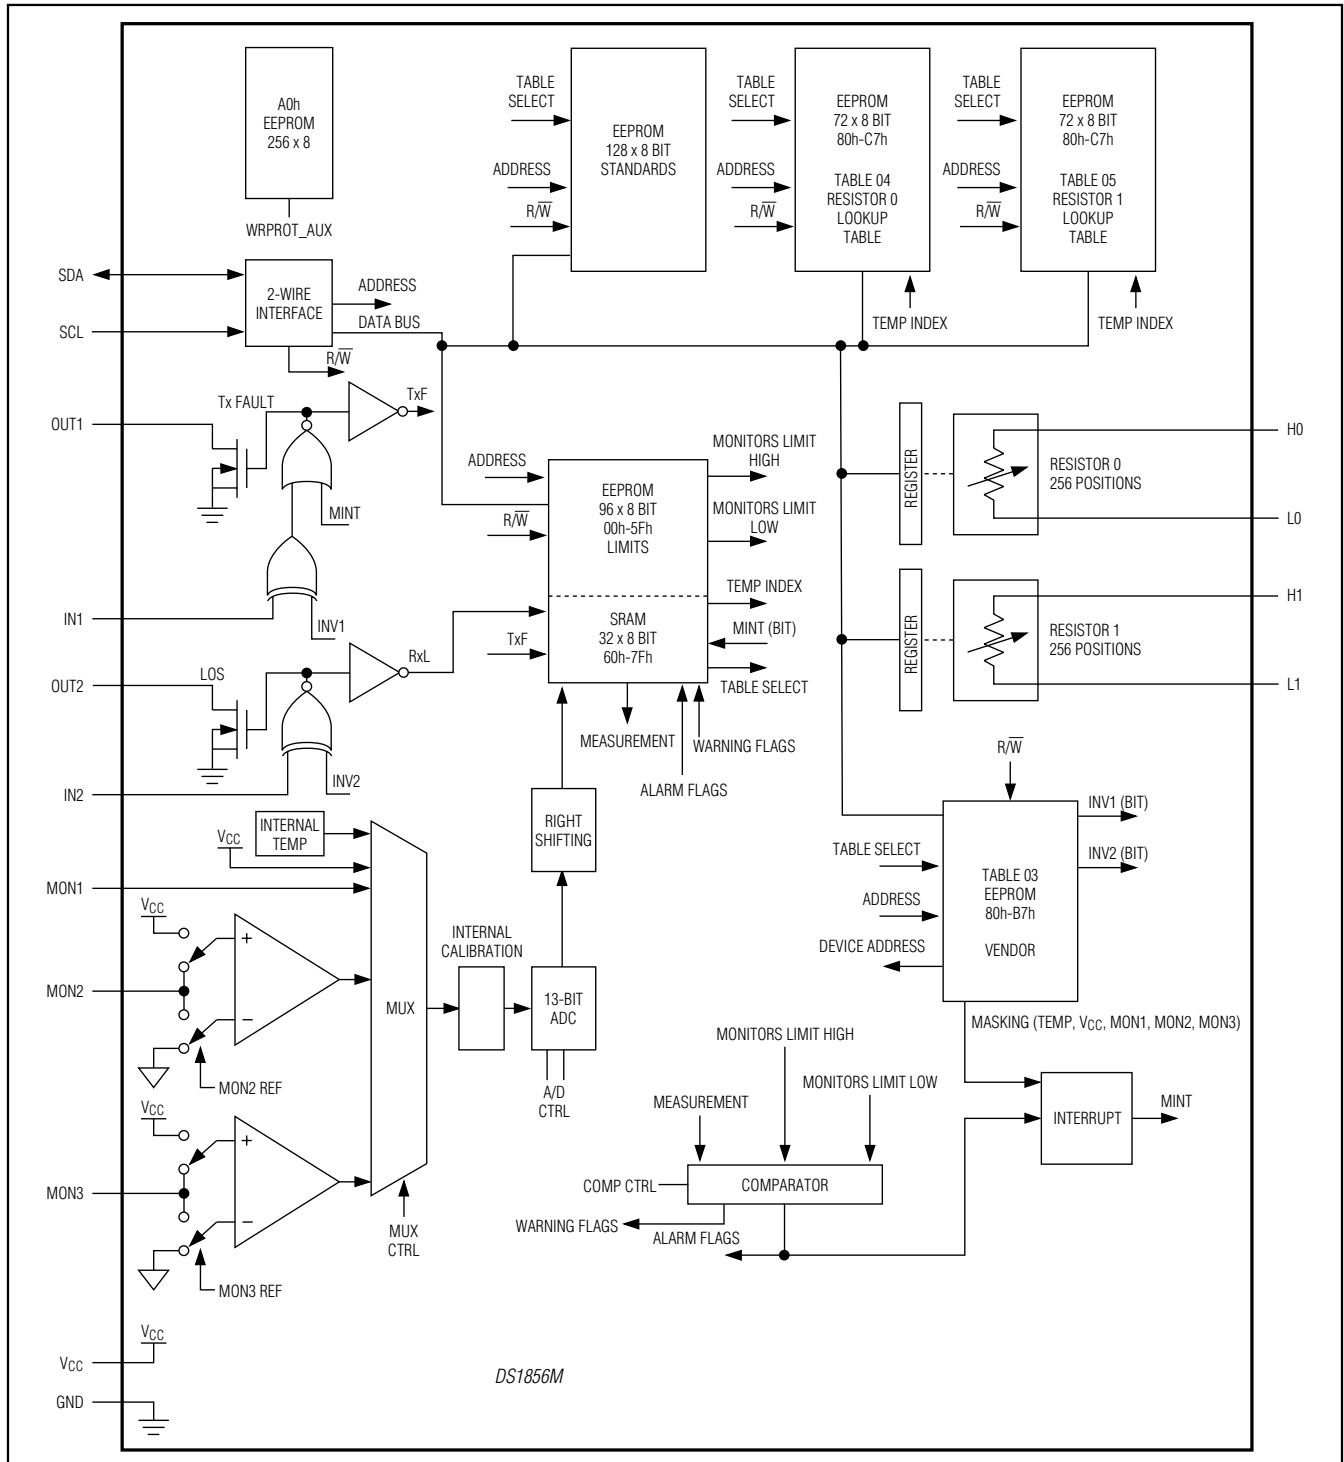 A0h
EEPROM
256 x 8
WRPROT_AUX
TABLE
SELECT
ADDRESS
R/W̅
EEPROM
128 x 8 BIT
STANDARDS
TABLE
SELECT
ADDRESS
R/W̅
EEPROM
72 x 8 BIT
80h-C7h
TABLE 04
RESISTOR 0
LOOKUP
TABLE
TEMP INDEX
TABLE
SELECT
ADDRESS
R/W̅
EEPROM
72 x 8 BIT
80h-C7h
TABLE 05
RESISTOR 1
LOOKUP
TABLE
TEMP INDEX
SDA
SCL
2-WIRE
INTERFACE
ADDRESS
DATA BUS
R/W̅
OUT1
Tx FAULT
TxF
MINT
IN1
INV1
OUT2
LOS
RxL
IN2
INV2
ADDRESS
R/W̅
TxF
EEPROM
96 x 8 BIT
00h-5Fh
LIMITS
SRAM
32 x 8 BIT
60h-7Fh
MONITORS LIMIT
HIGH
MONITORS LIMIT
LOW
TEMP INDEX
MINT (BIT)
TABLE SELECT
MEASUREMENT
WARNING FLAGS
ALARM FLAGS
REGISTER
RESISTOR 0
256 POSITIONS
H0
L0
REGISTER
RESISTOR 1
256 POSITIONS
H1
L1
INTERNAL
TEMP
VCC
MON1
VCC
MON2
+
−
MON2 REF
VCC
MON3
+
−
MON3 REF
MUX
MUX
CTRL
INTERNAL
CALIBRATION
13-BIT
ADC
A/D
CTRL
RIGHT
SHIFTING
R/W̅
TABLE SELECT
ADDRESS
DEVICE ADDRESS
TABLE 03
EEPROM
80h-B7h
VENDOR
INV1 (BIT)
INV2 (BIT)
MASKING (TEMP, VCC, MON1, MON2, MON3)
MONITORS LIMIT HIGH
MONITORS LIMIT LOW
MEASUREMENT
COMP CTRL
COMPARATOR
WARNING FLAGS
ALARM FLAGS
INTERRUPT
MINT
VCC
VCC
GND
DS1856M